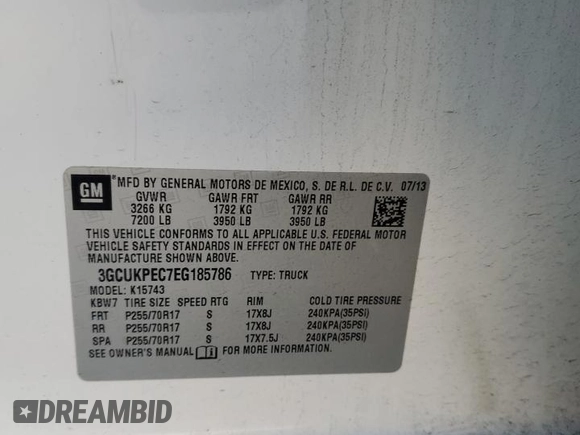 GM
®MFD BY GENERAL MOTORS DE MEXICO, S. DE R.L. DE C.V. 07/13
GVWR GAWR FRT GAWR RR
3266 KG 1792 KG 1792 KG
7200 LB 3950 LB 3950 LB
THIS VEHICLE CONFORMS TO ALL APPLICABLE U.S. FEDERAL MOTOR
VEHICLE SAFETY STANDARDS IN EFFECT ON THE DATE OF
MANUFACTURE SHOWN ABOVE.
3GCUKPEC7EG185786 TYPE: TRUCK
MODEL: K15743
KBW7 TIRE SIZE SPEED RTG RIM COLD TIRE PRESSURE
FRT P255/70R17 S 17X8J 240KPA(35PSI)
RR P255/70R17 S 17X8J 240KPA(35PSI)
SPA P255/70R17 S 17X7.5J 240KPA(35PSI)
SEE OWNER'S MANUAL FOR MORE INFORMATION.
DREAMBID